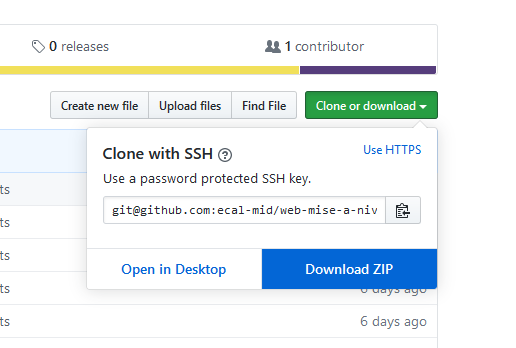 0 releases
1 contributor
Create new file
Upload files
Find File
Clone or download
Clone with SSH
Use HTTPS
Use a password protected SSH key.
git@github.com:ecal-mid/web-mise-a-niv
Open in Desktop
Download ZIP
ts
ts
ts
6 days ago
ts
6 days ago